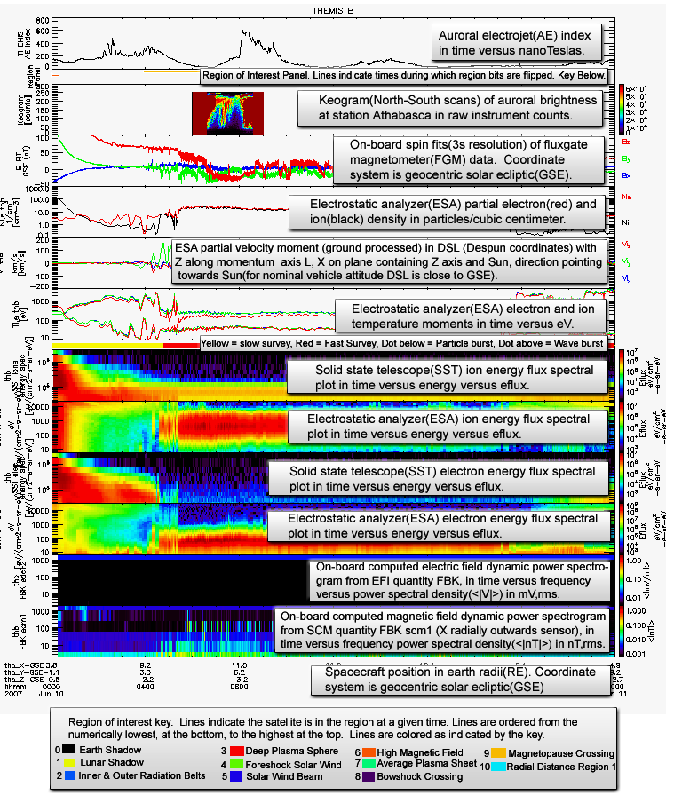 THEMIS E
Auroral electrojet(AE) index
in time versus nanoTeslas.
Region of Interest Panel. Lines indicate times during which region bits are flipped. Key Below.
Keogram(North-South scans) of auroral brightness
at station Athabasca in raw instrument counts.
On-board spin fits(3s resolution) of fluxgate
magnetometer(FGM) data. Coordinate
system is geocentric solar ecliptic(GSE).
Electrostatic analyzer(ESA) partial electron(red) and
ion(black) density in particles/cubic centimeter.
ESA partial velocity moment (ground processed) in DSL (Despun coordinates) with
Z along momentum axis L, X on plane containing Z axis and Sun, direction pointing
towards Sun(for nominal vehicle attitude DSL is close to GSE).
Electrostatic analyzer(ESA) electron and ion
temperature moments in time versus eV.
Yellow = slow survey, Red = Fast Survey, Dot below = Particle burst, Dot above = Wave burst
Solid state telescope(SST) ion energy flux spectral
plot in time versus energy versus eflux.
Electrostatic analyzer(ESA) ion energy flux spectral
plot in time versus energy versus eflux.
Solid state telescope(SST) electron energy flux spectral
plot in time versus energy versus eflux.
Electrostatic analyzer(ESA) electron energy flux spectral
plot in time versus energy versus eflux.
On-board computed electric field dynamic power spectro-
gram from EFI quantity FBK, in time versus frequency
versus power spectral density(<|V|>) in mV,rms.
On-board computed magnetic field dynamic power spectrogram
from SCM quantity FBK scm1 (X radially outwards sensor), in
time versus frequency power spectral density(<|nT|>) in nT,rms.
Spacecraft position in earth radii(RE). Coordinate
system is geocentric solar ecliptic(GSE)
0400 0800
Region of interest key. Lines indicate the satellite is in the region at a given time. Lines are ordered from the
numerically lowest, at the bottom, to the highest at the top. Lines are colored as indicated by the key.
0 Earth Shadow 3 Deep Plasma Sphere 6 High Magnetic Field 9 Magnetopause Crossing
1 Lunar Shadow 4 Foreshock Solar Wind 7 Average Plasma Sheet 10 Radial Distance Region 1
2 Inner & Outer Radiation Belts 5 Solar Wind Beam 8 Bowshock Crossing